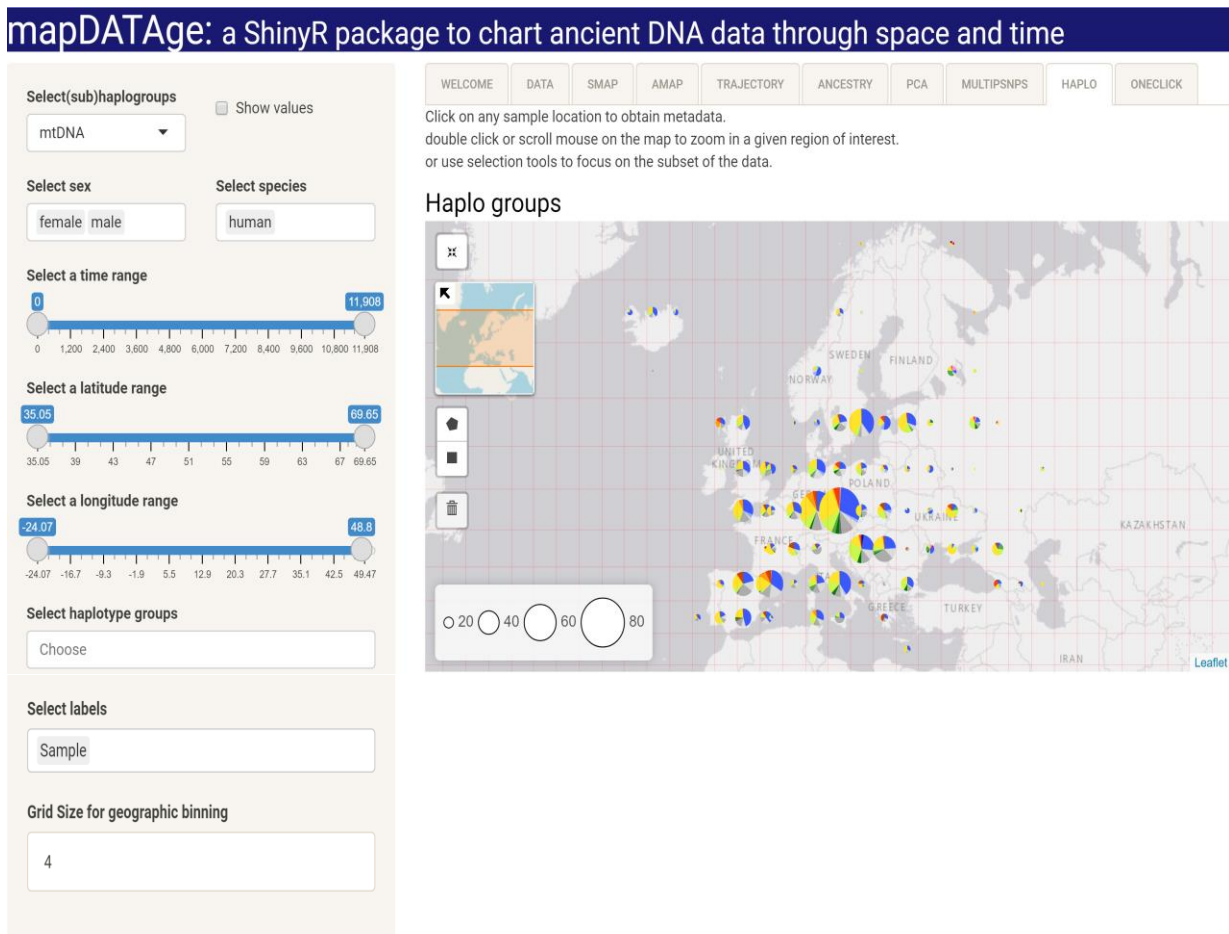 mapDATAge: a ShinyR package to chart ancient DNA data through space and time
Select(sub)haplogroups
Show values
mtDNA
Select sex
Select species
female male
human
Select a time range
0 11,908
0 1,200 2,400 3,600 4,800 6,000 7,200 8,400 9,600 10,800 11,908
Select a latitude range
35.05 69.65
35.05 39 43 47 51 55 59 63 67 69.65
Select a longitude range
-24.07 48.8
-24.07 -16.7 -9.3 -1.9 5.5 12.9 20.3 27.7 35.1 42.5 49.47
Select haplotype groups
Choose
Select labels
Sample
Grid Size for geographic binning
4
WELCOME DATA SMAP AMAP TRAJECTORY ANCESTRY PCA MULTIPSNPS HAPLO ONECLICK
Click on any sample location to obtain metadata.
double click or scroll mouse on the map to zoom in a given region of interest.
or use selection tools to focus on the subset of the data.
Haplo groups
SWEDEN
FINLAND
NORWAY
UNITED
KINGDOM
POLAND
UKRAINE
KAZAKHSTAN
FRANCE
GREECE
TURKEY
IRAN
20 40 60 80
Leaflet